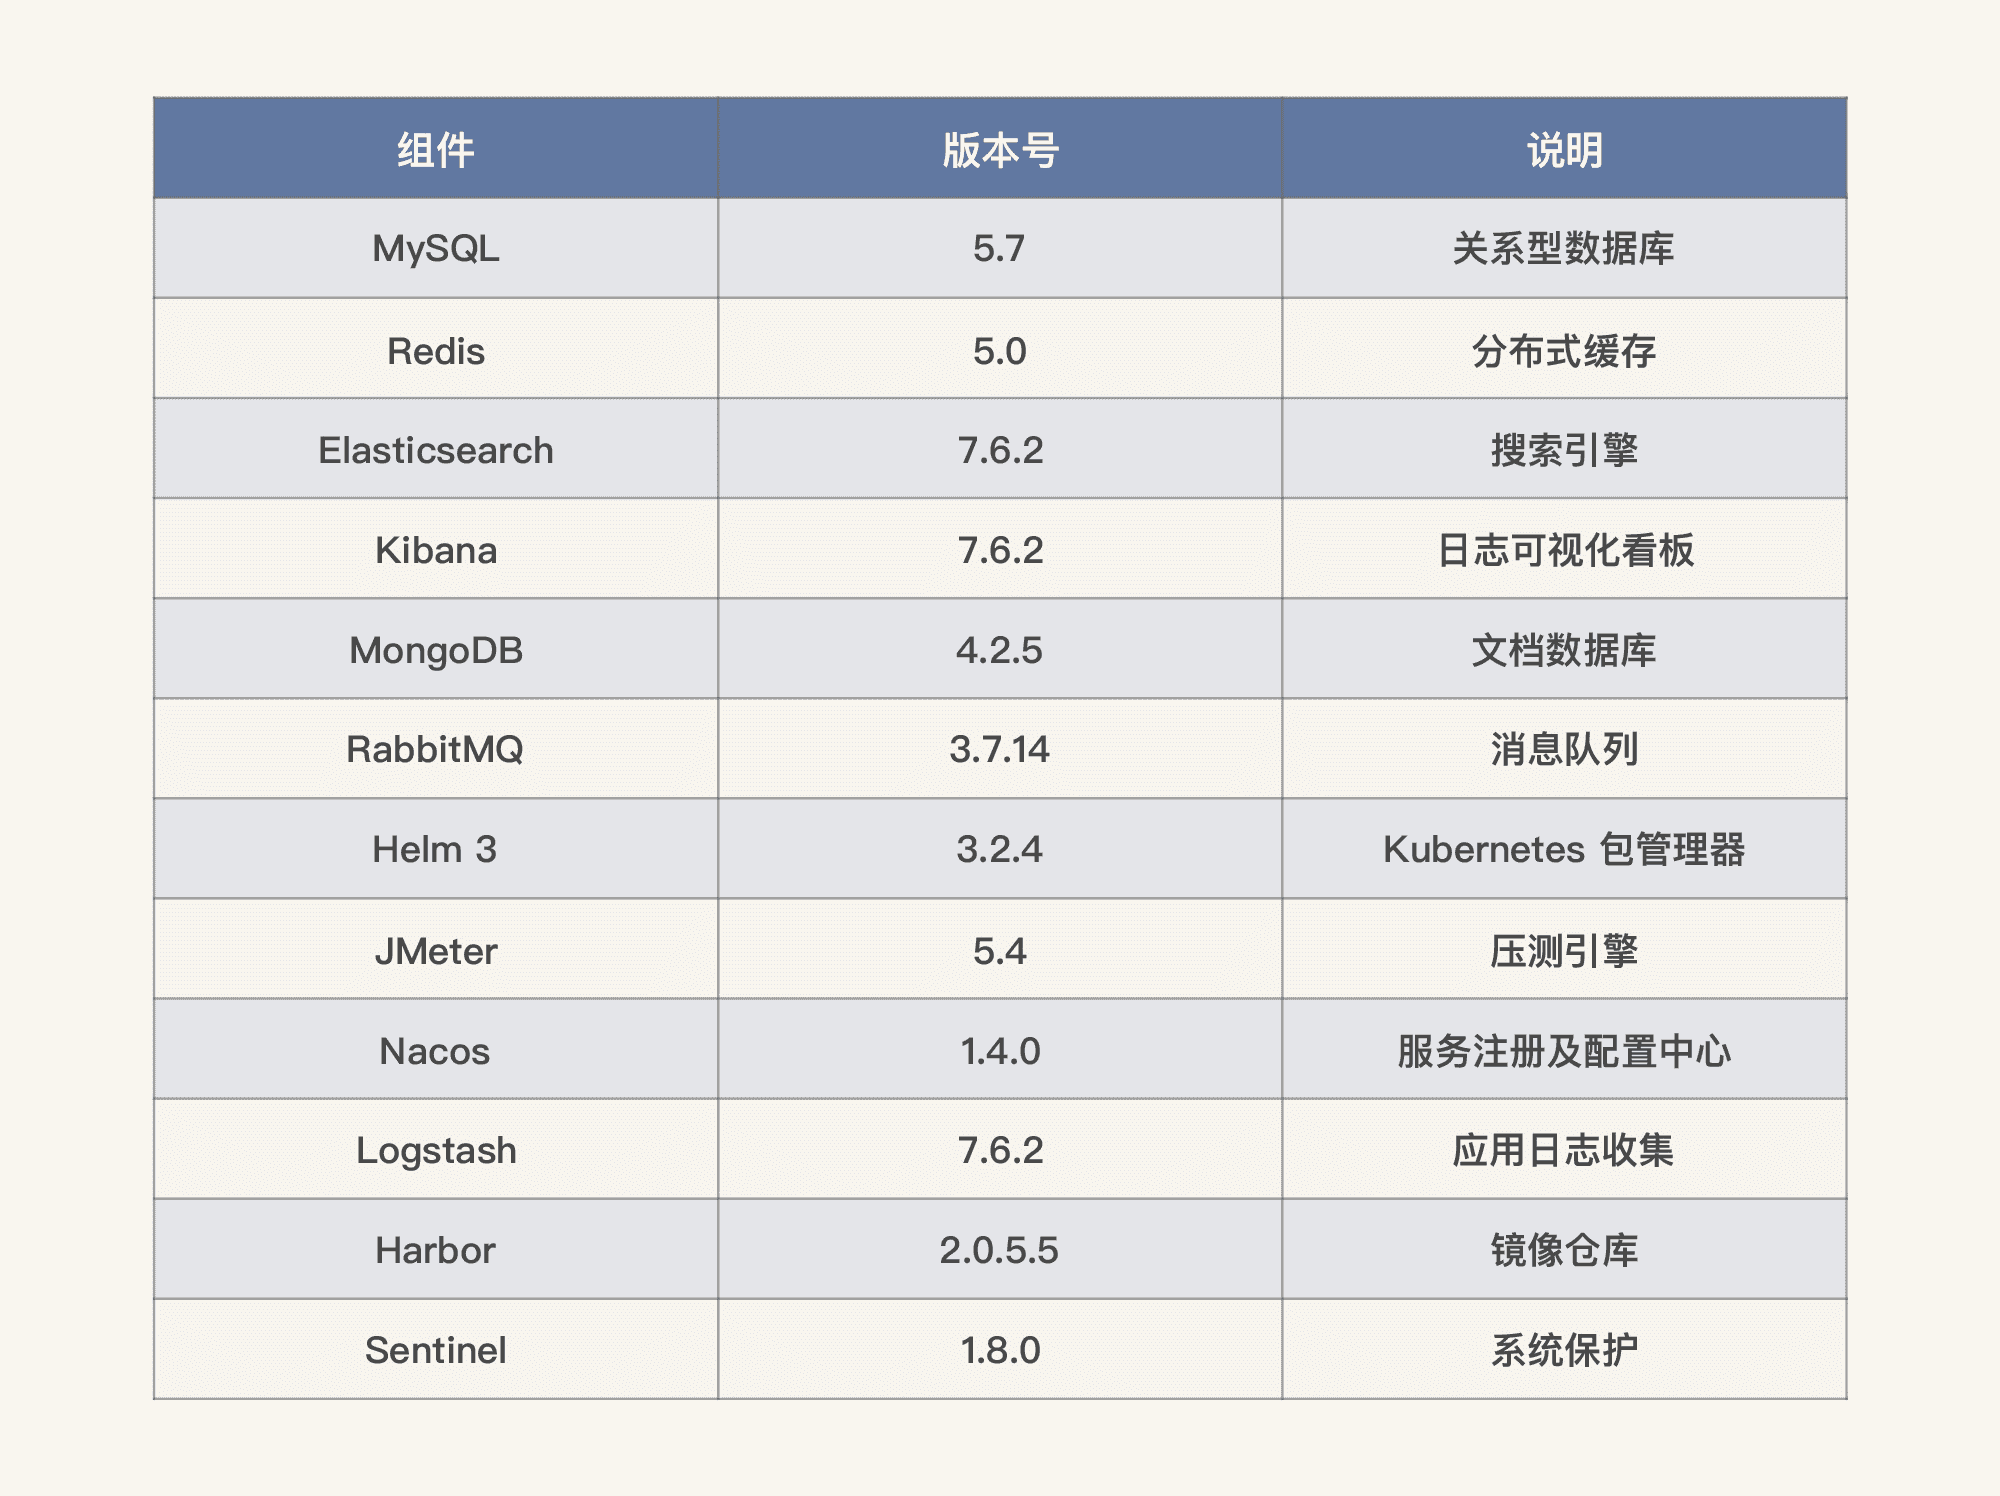 组件 版本号 说明
MySQL 5.7 关系型数据库
Redis 5.0 分布式缓存
Elasticsearch 7.6.2 搜索引擎
Kibana 7.6.2 日志可视化看板
MongoDB 4.2.5 文档数据库
RabbitMQ 3.7.14 消息队列
Helm 3 3.2.4 Kubernetes 包管理器
JMeter 5.4 压测引擎
Nacos 1.4.0 服务注册及配置中心
Logstash 7.6.2 应用日志收集
Harbor 2.0.5.5 镜像仓库
Sentinel 1.8.0 系统保护